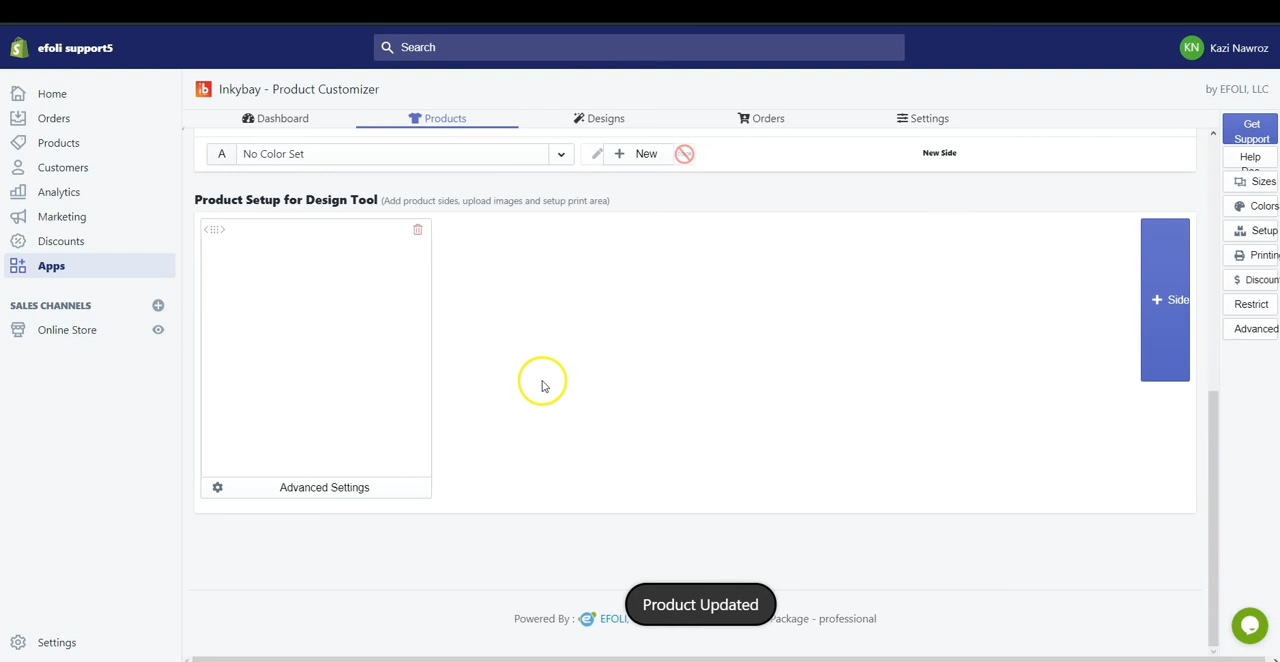 efoli support5
Search
KN Kazi Nawroz
Home
Orders
Products
Customers
Analytics
Marketing
Discounts
Apps
SALES CHANNELS
Online Store
Settings
Inkybay - Product Customizer
by EFOLI, LLC
Dashboard
Products
Designs
Orders
Settings
A No Color Set
New
New Side
Product Setup for Design Tool (Add product sides, upload images and setup print area)
Advanced Settings
+ Side
Get
Support
Help
Sizes
Colors
Setup
Printin
$ Discoun
Restrict
Advanced
Product Updated
Powered By : EFOLI, Package - professional